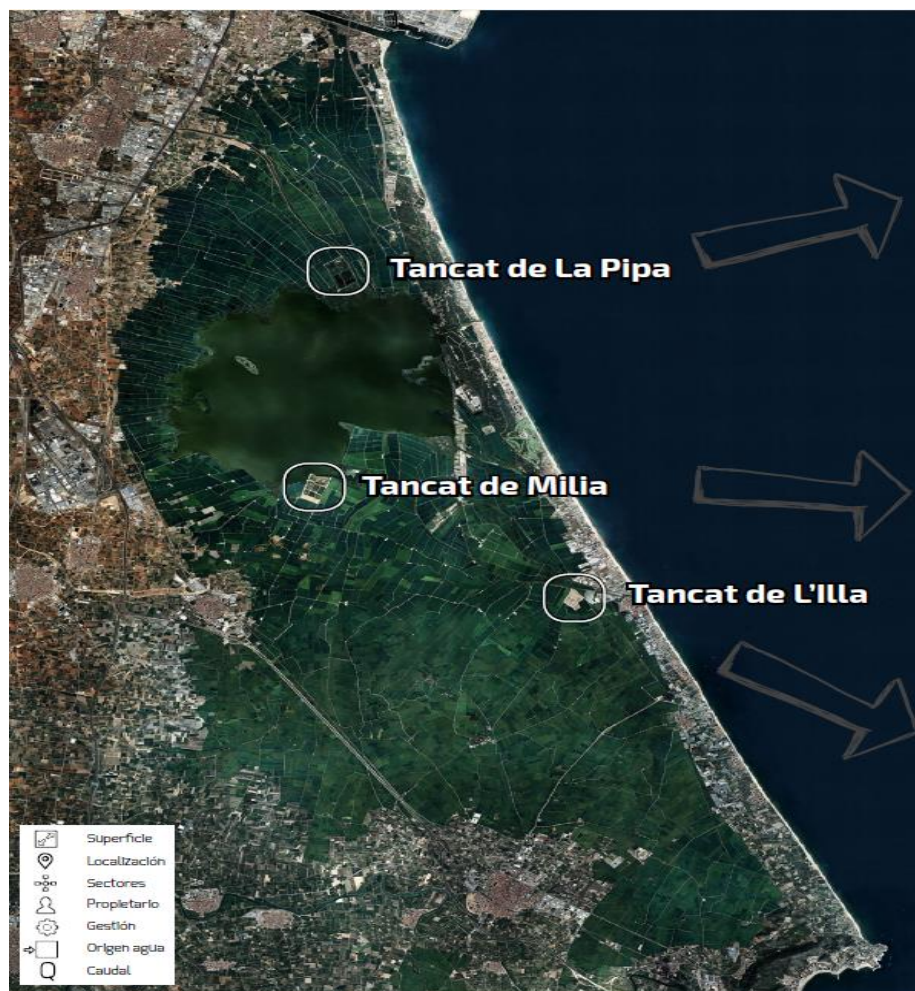 Tancat de La Pipa
Tancat de Milia
Tancat de L'Illa
Superficie
Localización
Sectores
Propietario
Gestión
Origen agua
Q Caudal